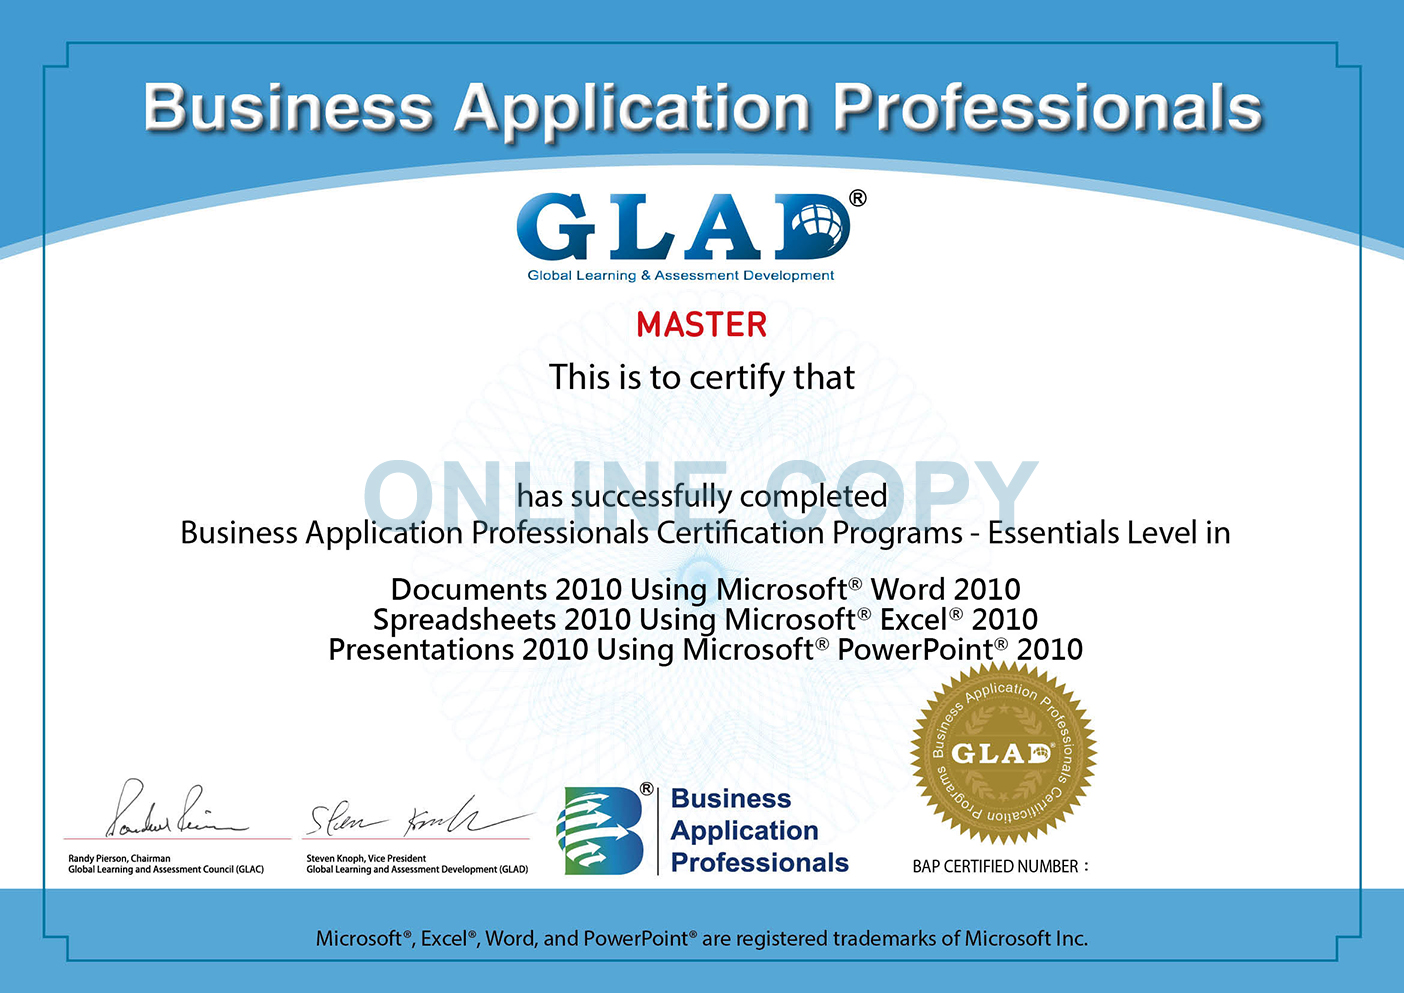 Business Application Professionals
GLAD®
Global Learning & Assessment Development
MASTER
This is to certify that
ONLINE COPY
has successfully completed
Business Application Professionals Certification Programs - Essentials Level in
Documents 2010 Using Microsoft® Word 2010
Spreadsheets 2010 Using Microsoft® Excel® 2010
Presentations 2010 Using Microsoft® PowerPoint® 2010
Business Application Professionals Certification Programs
GLAD®
Randy Pierson, Chairman
Global Learning and Assessment Council (GLAC)
Steven Knoph, Vice President
Global Learning and Assessment Development (GLAD)
B®
Business
Application
Professionals
BAP CERTIFIED NUMBER :
Microsoft®, Excel®, Word, and PowerPoint® are registered trademarks of Microsoft Inc.